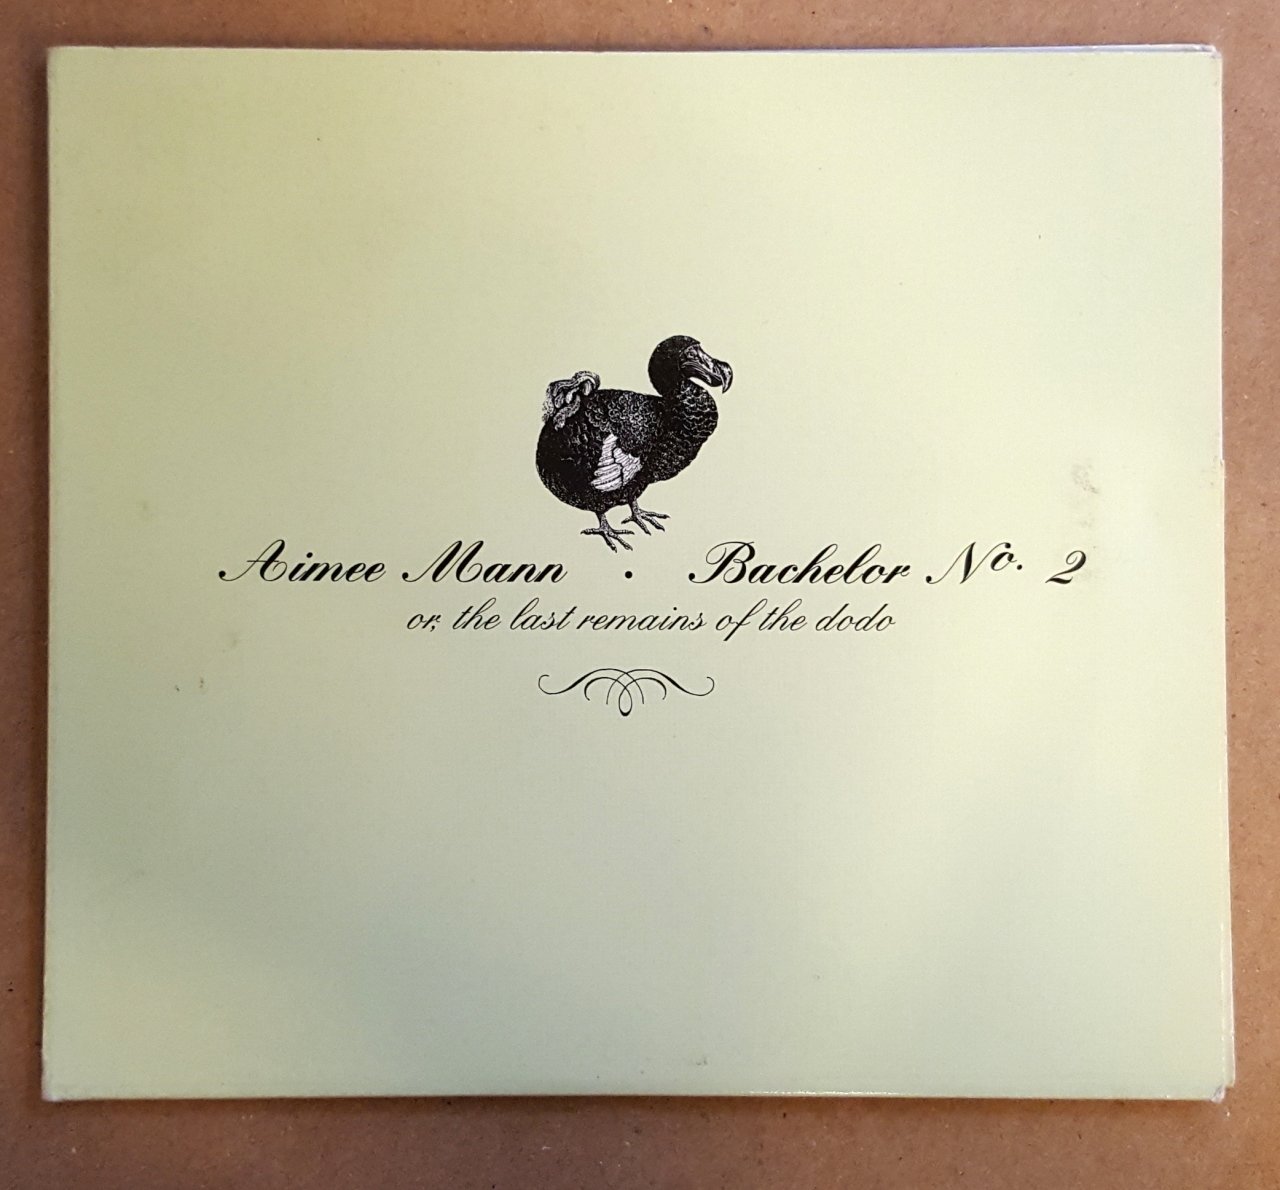 Aimee Mann · Bachelor No. 2
or, the last remains of the dodo